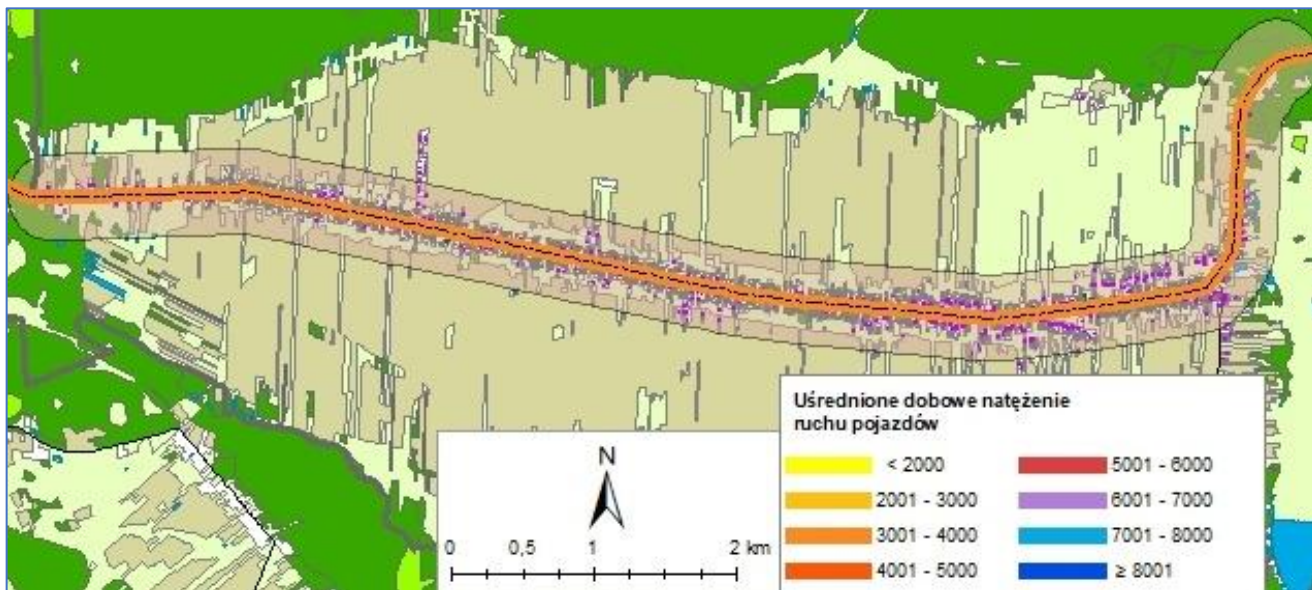 Uśrednione dobowe natężenie
ruchu pojazdów
< 2000
2001 - 3000
3001 - 4000
4001 - 5000
5001 - 6000
6001 - 7000
7001 - 8000
≥ 8001
N
0 0,5 1 2 km